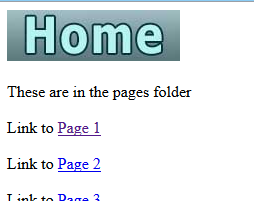 Home
These are in the pages folder
Link to Page 1
Link to Page 2
Link to Page 3